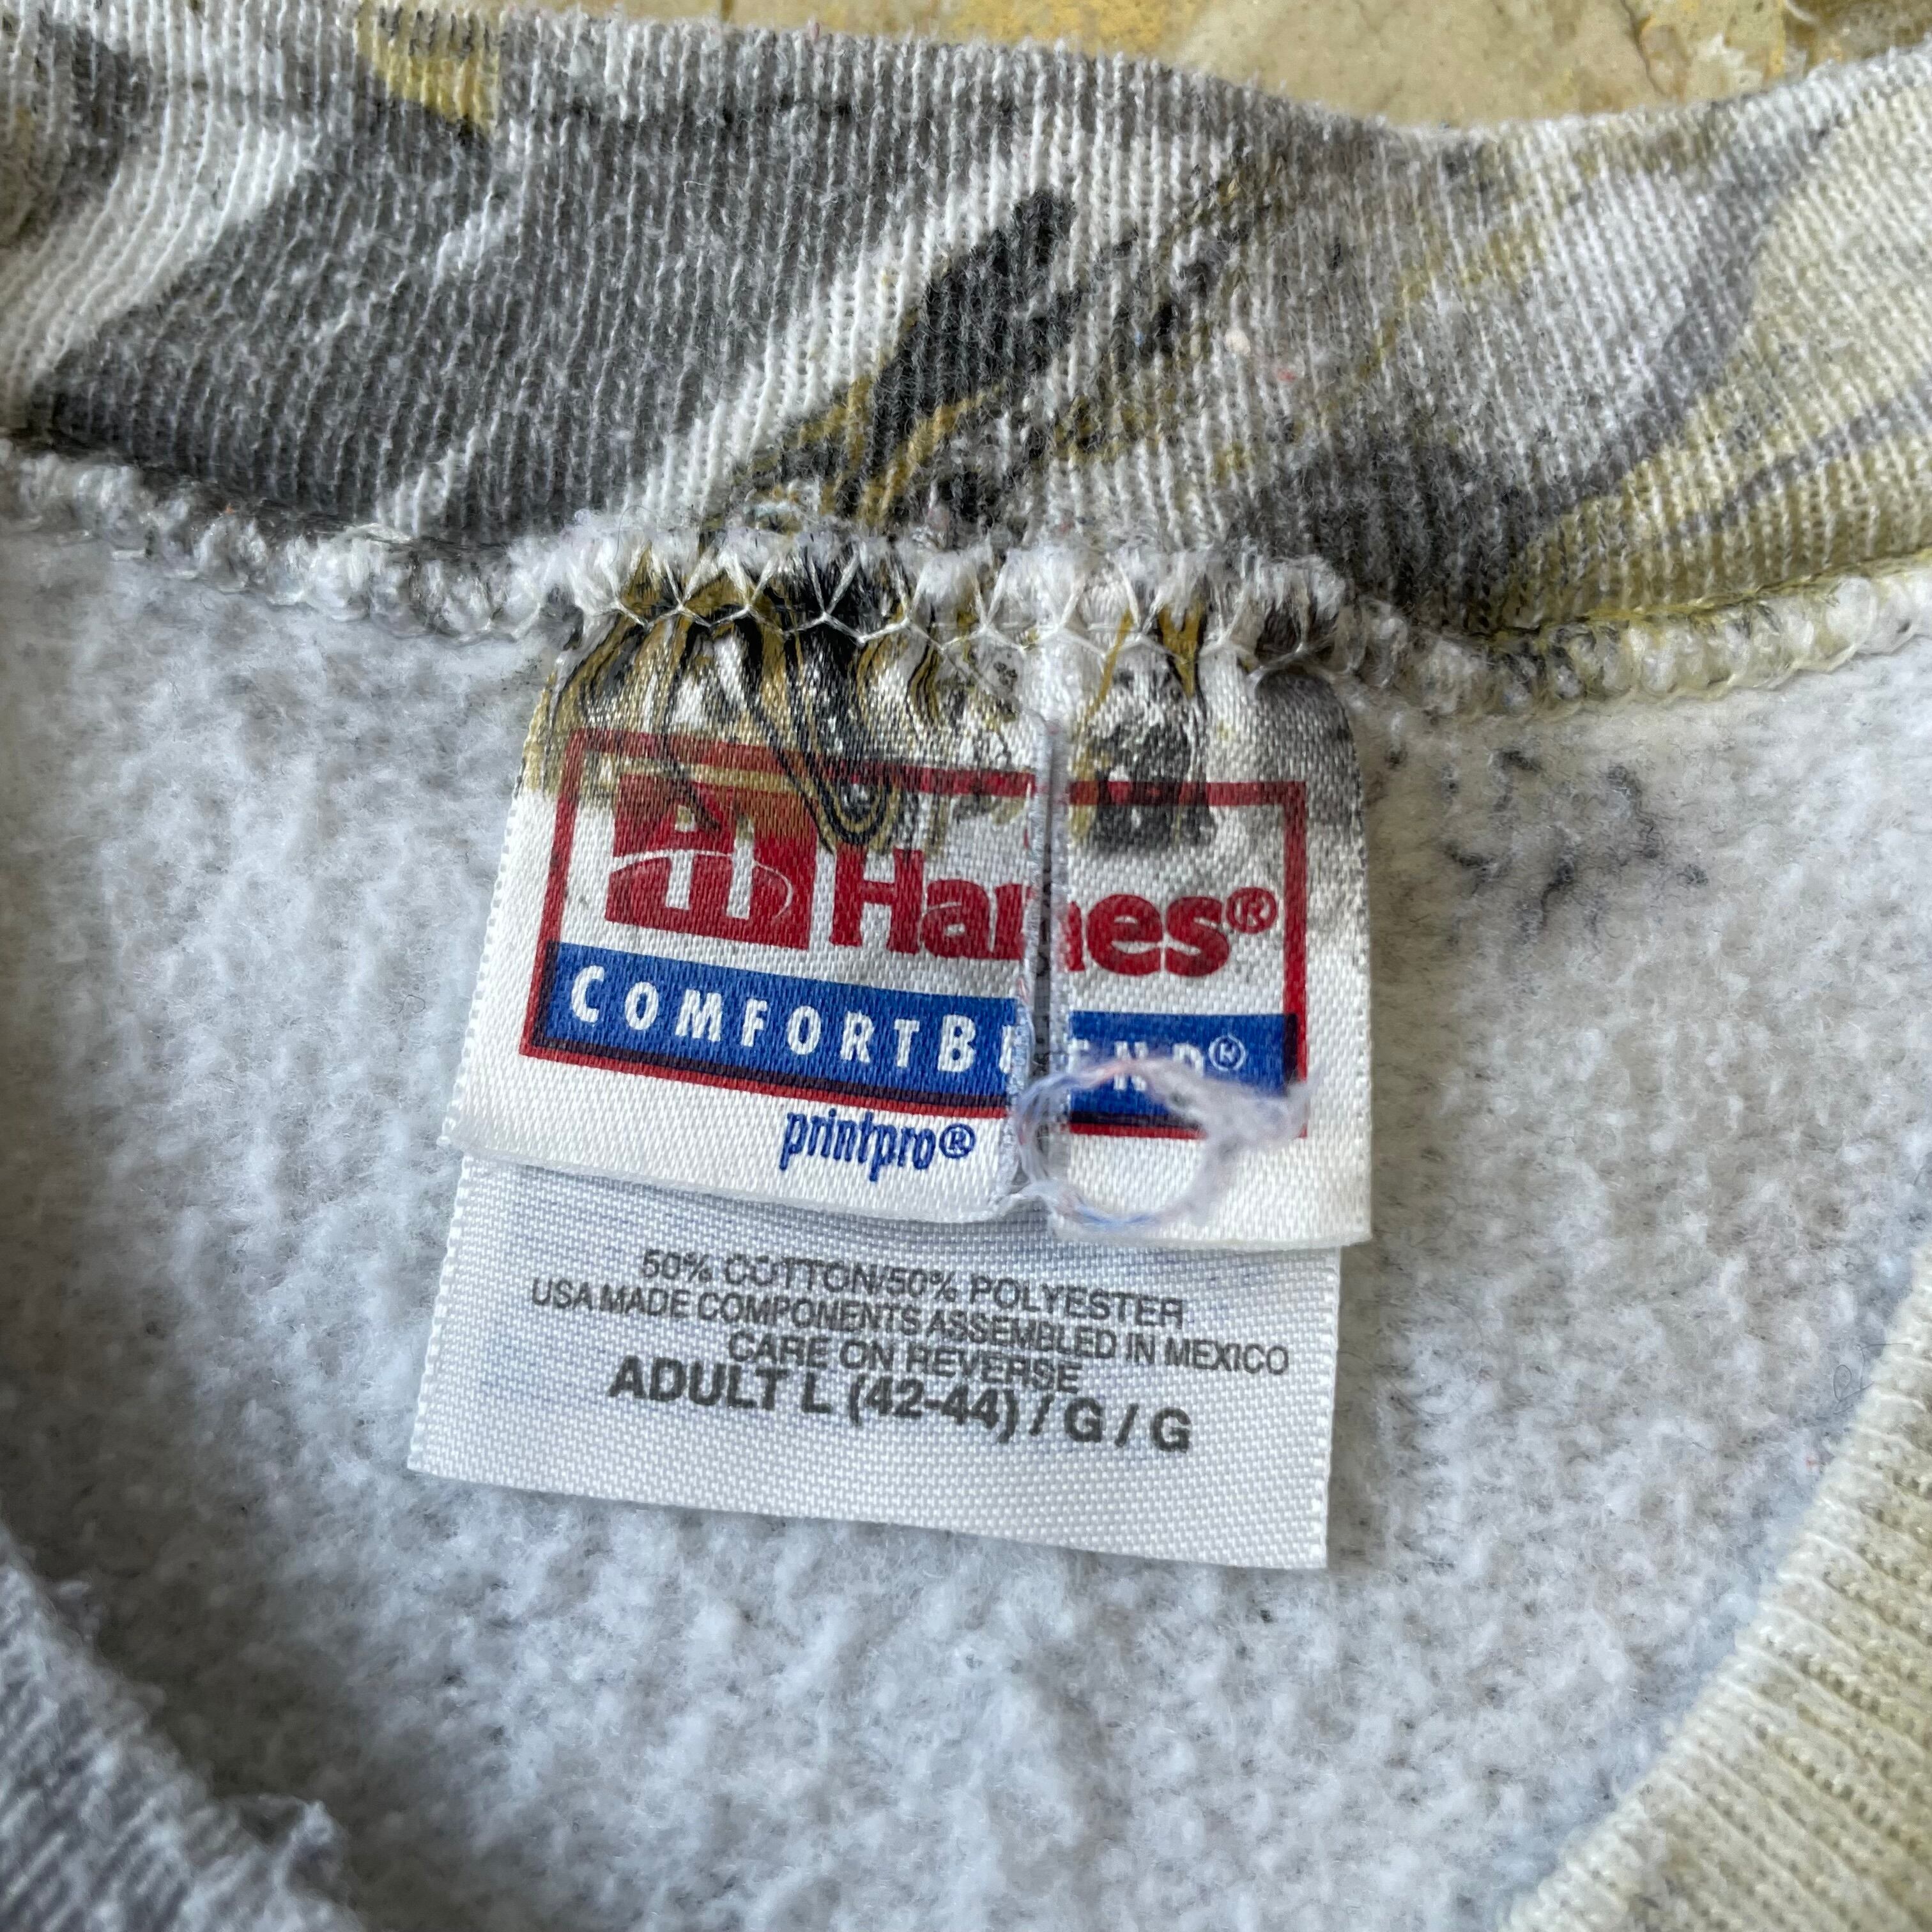 Hanes®
COMFORTBLEND®
printpro®
50% COTTON/50% POLYESTER
USA MADE COMPONENTS ASSEMBLED IN MEXICO
CARE ON REVERSE
ADULT L (42-44) / G / G